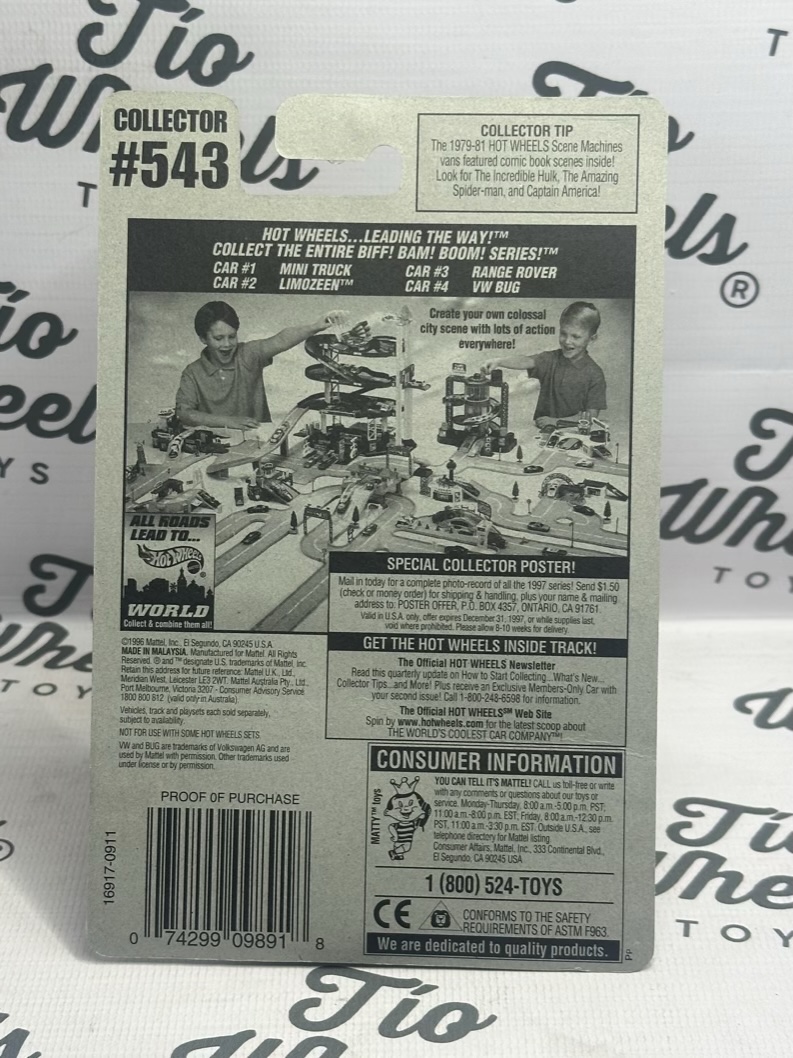 COLLECTOR
#543
COLLECTOR TIP
The 1979-81 HOT WHEELS Scene Machines
vans featured comic book scenes inside!
Look for The Incredible Hulk, The Amazing
Spider-man, and Captain America!
HOT WHEELS...LEADING THE WAY!™
COLLECT THE ENTIRE BIFF! BAM! BOOM! SERIES!™
CAR #1 MINI TRUCK CAR #3 RANGE ROVER
CAR #2 LIMOZEEN™ CAR #4 VW BUG
Create your own colossal
city scene with lots of action
everywhere!
ALL ROADS
LEAD TO...
Hot Wheels
WORLD
Collect & combine them all!
SPECIAL COLLECTOR POSTER!
Mail in today for a complete photo-record of all the 1997 series! Send $1.50
(check or money order) for shipping & handling, plus your name & mailing
address to: POSTER OFFER, P.O. BOX 4357, ONTARIO, CA 91761.
Valid in U.S.A. only, offer expires December 31, 1997, or while supplies last,
void where prohibited. Please allow 8-10 weeks for delivery.
GET THE HOT WHEELS INSIDE TRACK!
The Official HOT WHEELS Newsletter
Read this quarterly update on How to Start Collecting...What's New...
Collector Tips...and More! Plus receive an Exclusive Members-Only Car with
your second issue! Call 1-800-248-6598 for information.
The Official HOT WHEELS℠ Web Site
Spin by www.hotwheels.com for the latest scoop about
THE WORLD'S COOLEST CAR COMPANY™!
©1996 Mattel, Inc., El Segundo, CA 90245 U.S.A.
MADE IN MALAYSIA. All Rights
Reserved. ® and ™ designate U.S. trademarks of Mattel, Inc.
Retain this address for future reference: Mattel U.K., Ltd.,
Meridian West, Leicester LE3 2WT. Mattel Australia Pty., Ltd.,
Port Melbourne, Victoria 3207 - Consumer Advisory Service
1800 800 812 (valid only in Australia).
Vehicles, track and playsets each sold separately,
subject to availability.
NOT FOR USE WITH SOME HOT WHEELS SETS.
VW and BUG are trademarks of Volkswagen AG and are
used by Mattel with permission. Other trademarks used
under license or by permission.
CONSUMER INFORMATION
MATTY™ toys
YOU CAN TELL IT'S MATTEL! CALL us toll-free or write
with any comments or questions about our toys or
service. Monday-Thursday, 8:00 a.m.-5:00 p.m. PST;
11:00 a.m.-8:00 p.m. EST; Friday, 8:00 a.m.-12:30 p.m.
PST, 11:00 a.m.-3:30 p.m. EST. Outside U.S.A., see
telephone directory for Mattel listing.
Consumer Affairs, Mattel, Inc., 333 Continental Blvd.,
El Segundo, CA 90245 USA
1 (800) 524-TOYS
CE
CONFORMS TO THE SAFETY
REQUIREMENTS OF ASTM F963.
We are dedicated to quality products.
PP
PROOF OF PURCHASE
16917-0911
0 74299 09891 8
Tío
Wheels
TOYS
®